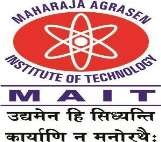 MAHARAJA AGRASEN
INSTITUTE OF TECHNOLOGY
MAIT
उद्यमेन हि सिध्यन्ति
कार्याणि न मनोरथैः